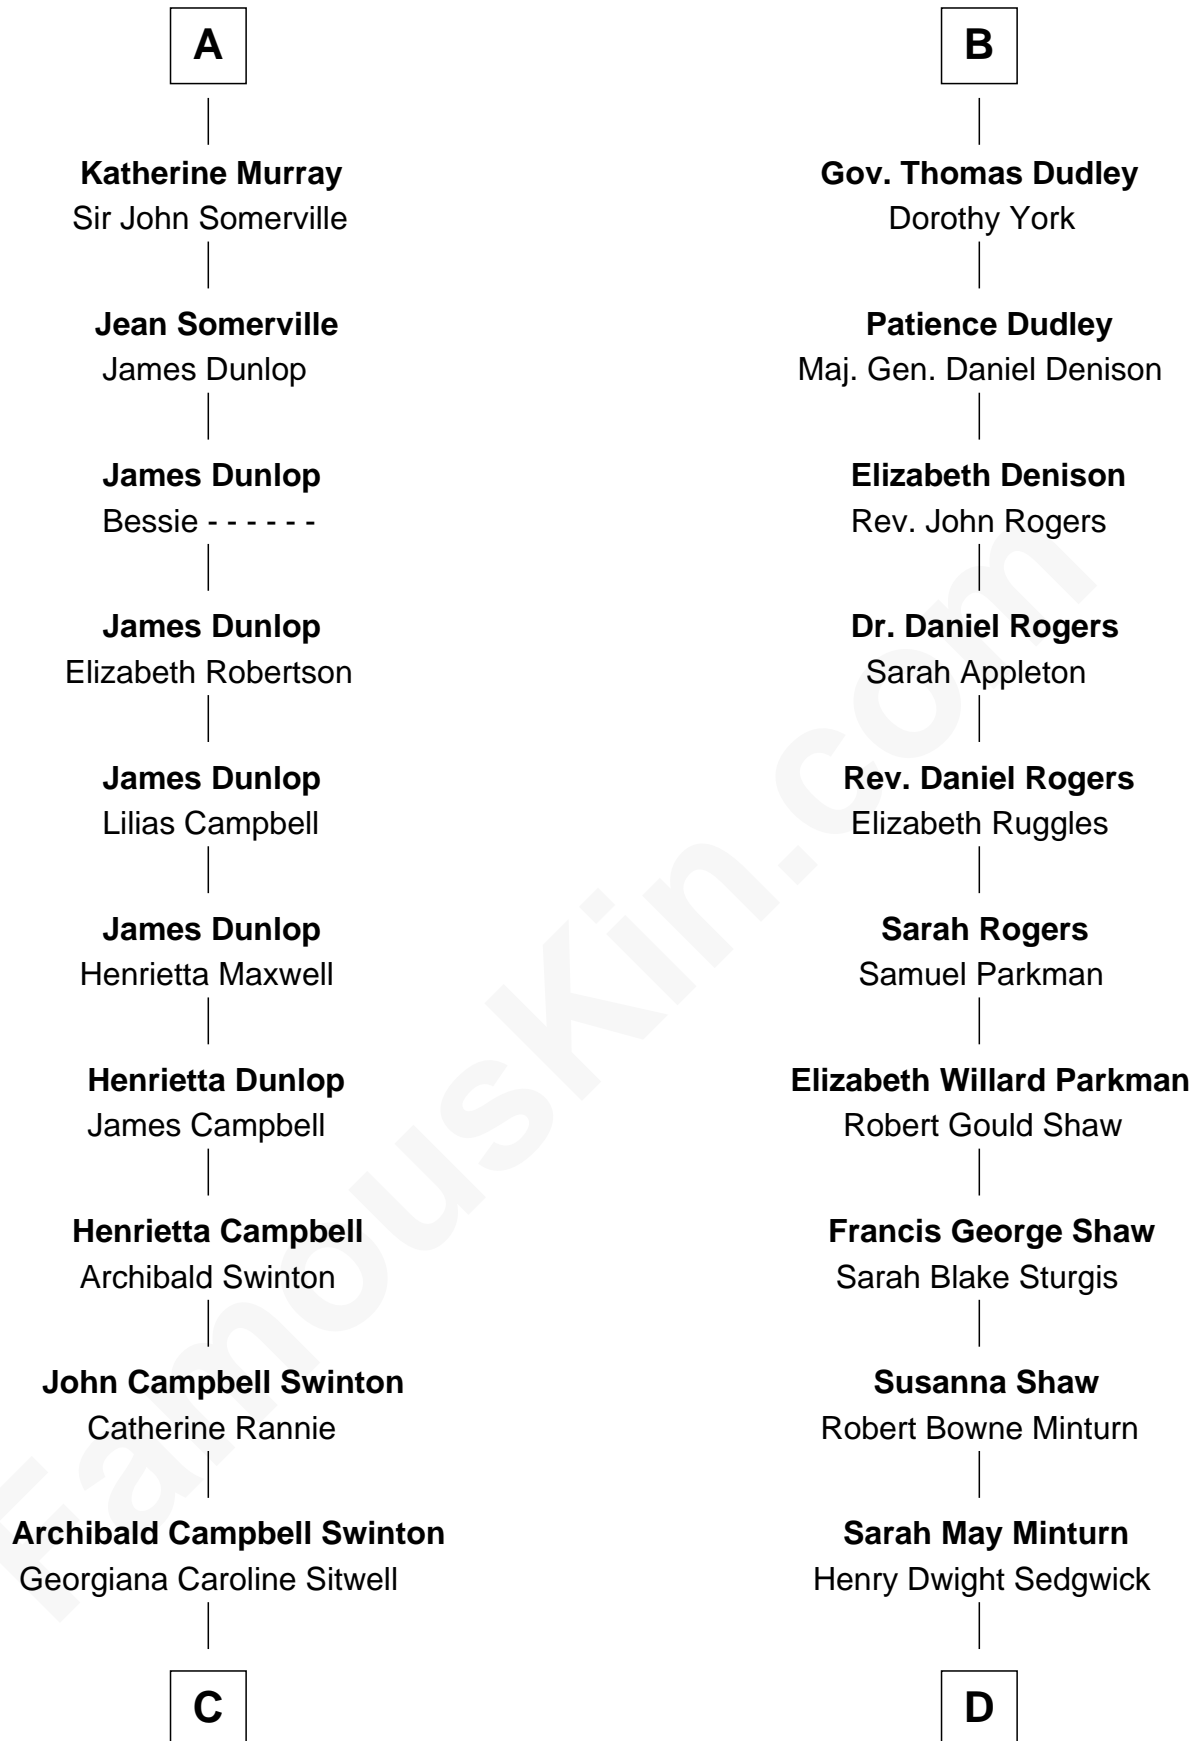 A
Katherine Murray
Sir John Somerville
Jean Somerville
James Dunlop
James Dunlop
Bessie - - - - - -
James Dunlop
Elizabeth Robertson
James Dunlop
Lilias Campbell
James Dunlop
Henrietta Maxwell
Henrietta Dunlop
James Campbell
Henrietta Campbell
Archibald Swinton
John Campbell Swinton
Catherine Rannie
Archibald Campbell Swinton
Georgiana Caroline Sitwell
C
B
Gov. Thomas Dudley
Dorothy York
Patience Dudley
Maj. Gen. Daniel Denison
Elizabeth Denison
Rev. John Rogers
Dr. Daniel Rogers
Sarah Appleton
Rev. Daniel Rogers
Elizabeth Ruggles
Sarah Rogers
Samuel Parkman
Elizabeth Willard Parkman
Robert Gould Shaw
Francis George Shaw
Sarah Blake Sturgis
Susanna Shaw
Robert Bowne Minturn
Sarah May Minturn
Henry Dwight Sedgwick
D
FamousKin.com